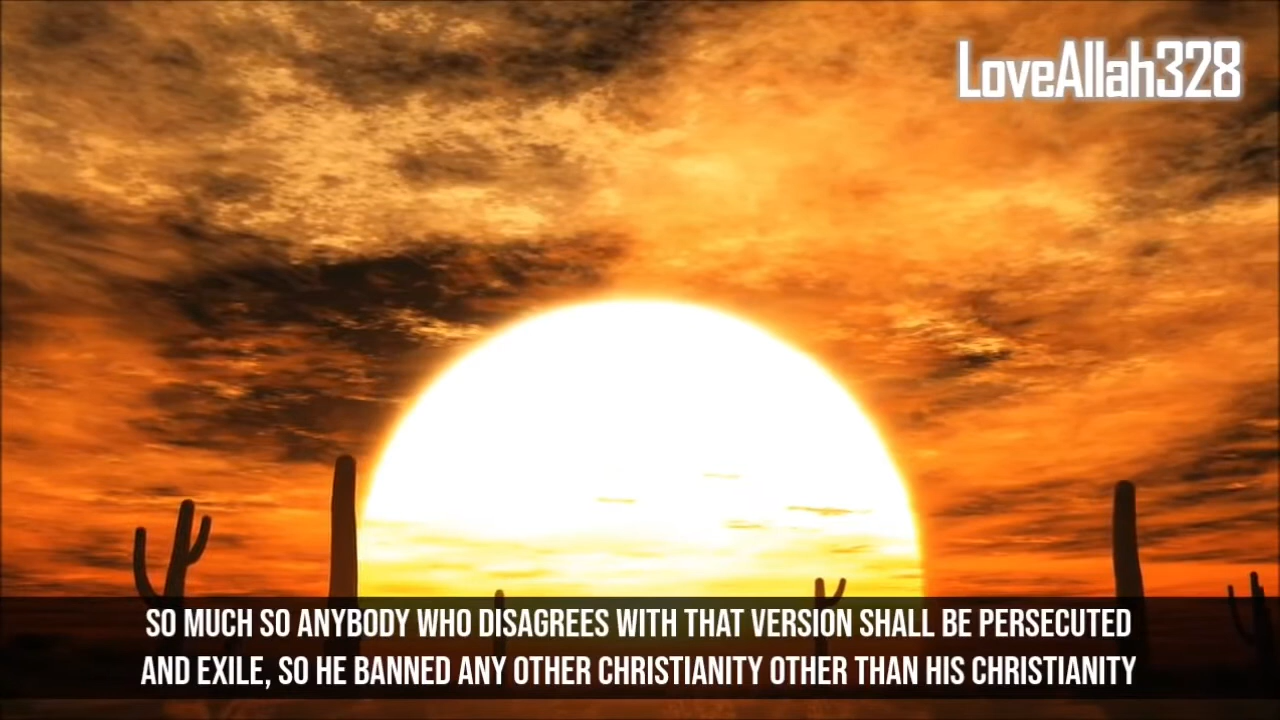 LoveAllah328
SO MUCH SO ANYBODY WHO DISAGREES WITH THAT VERSION SHALL BE PERSECUTED
AND EXILE, SO HE BANNED ANY OTHER CHRISTIANITY OTHER THAN HIS CHRISTIANITY